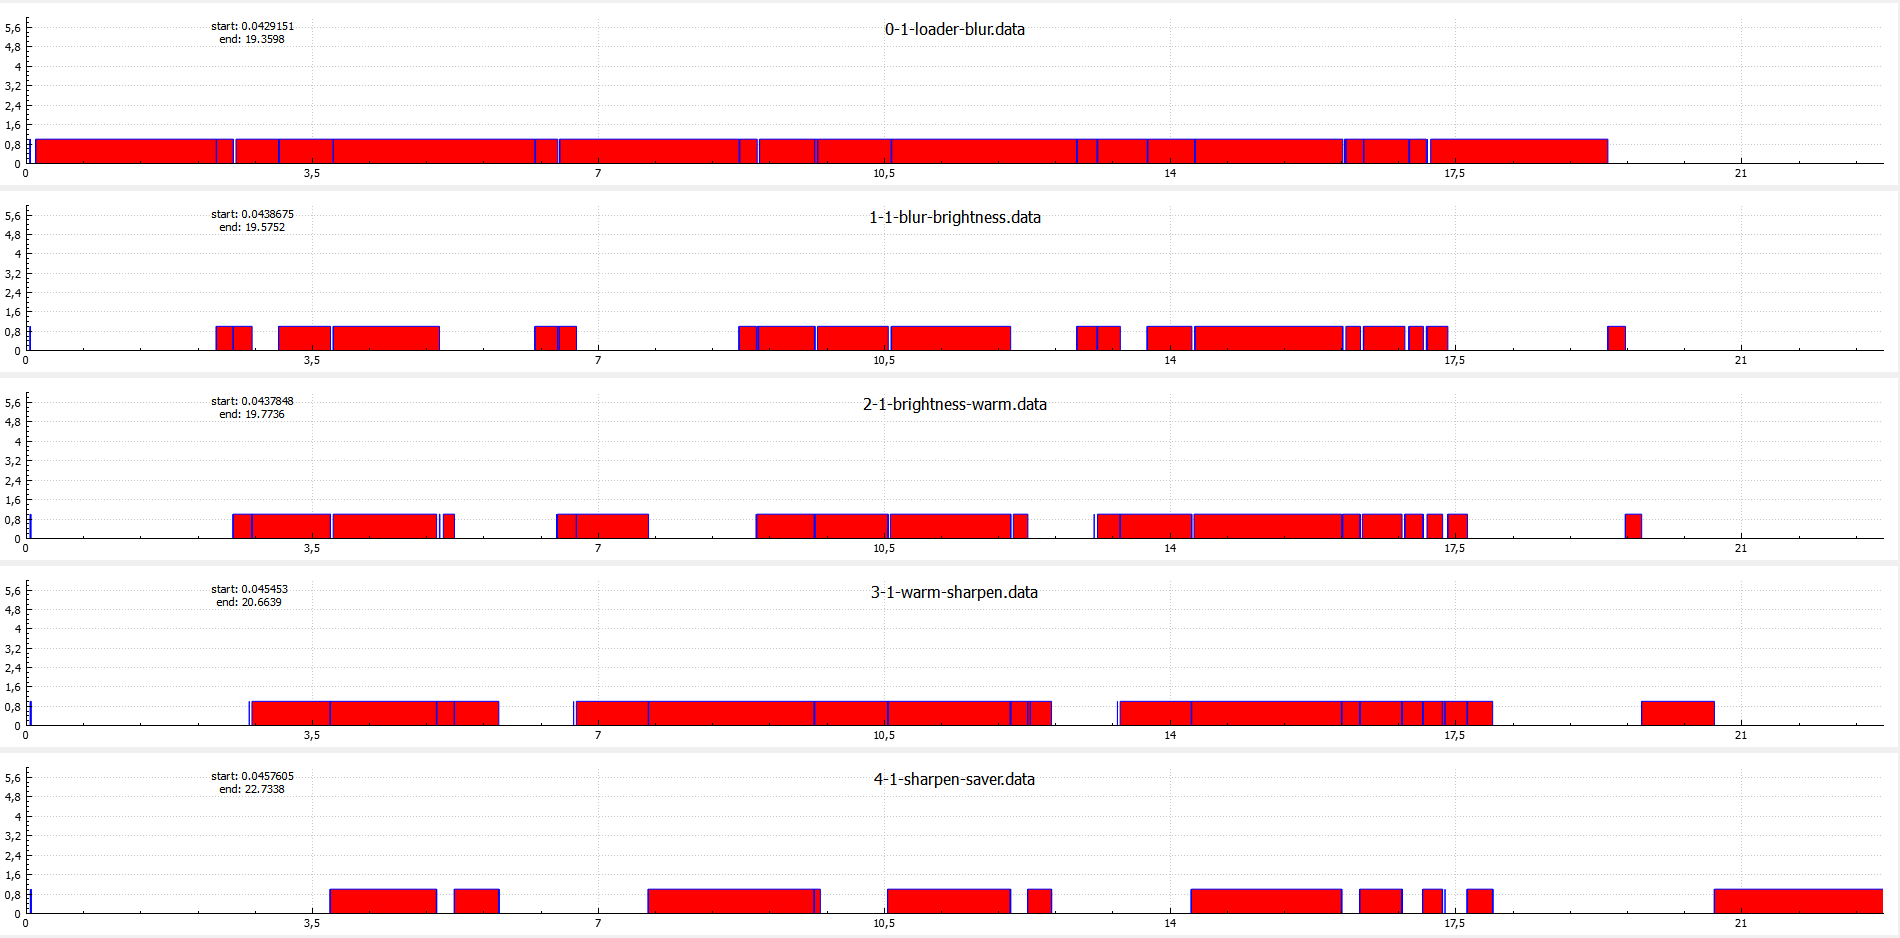 0-1-loader-blur.data
start: 0.0429151
end: 19.3598
5,6
4,8
4
3,2
2,4
1,6
0,8
0
0 3,5 7 10,5 14 17,5 21
1-1-blur-brightness.data
start: 0.0438675
end: 19.5752
5,6
4,8
4
3,2
2,4
1,6
0,8
0
0 3,5 7 10,5 14 17,5 21
2-1-brightness-warm.data
start: 0.0437848
end: 19.7736
5,6
4,8
4
3,2
2,4
1,6
0,8
0
0 3,5 7 10,5 14 17,5 21
3-1-warm-sharpen.data
start: 0.045453
end: 20.6639
5,6
4,8
4
3,2
2,4
1,6
0,8
0
0 3,5 7 10,5 14 17,5 21
4-1-sharpen-saver.data
start: 0.0457605
end: 22.7338
5,6
4,8
4
3,2
2,4
1,6
0,8
0
0 3,5 7 10,5 14 17,5 21